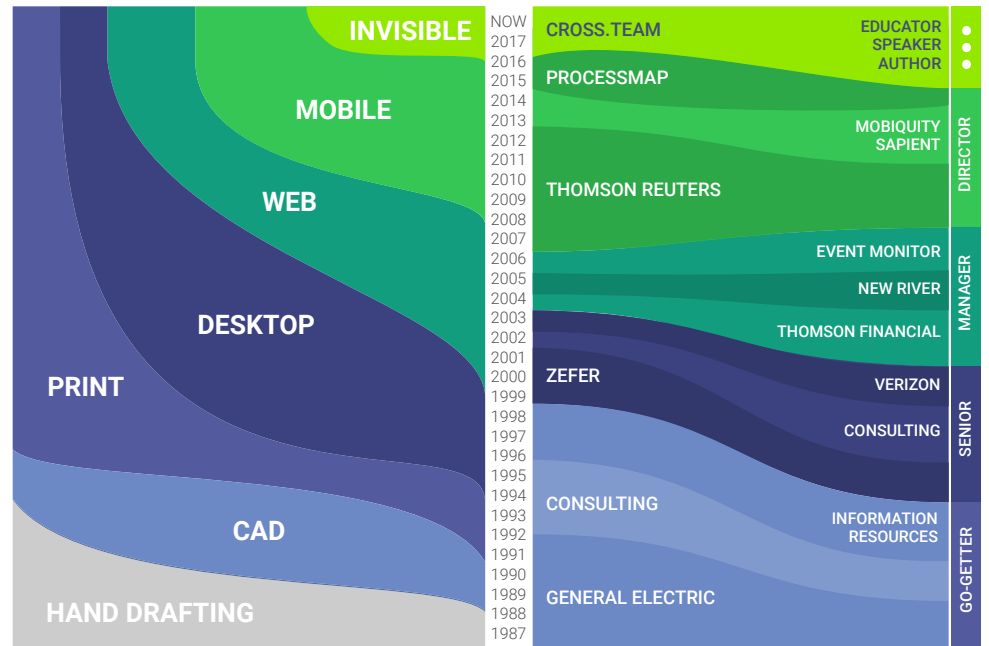 INVISIBLE
MOBILE
WEB
DESKTOP
PRINT
CAD
HAND DRAFTING
NOW
2017
2016
2015
2014
2013
2012
2011
2010
2009
2008
2007
2006
2005
2004
2003
2002
2001
2000
1999
1998
1997
1996
1995
1994
1993
1992
1991
1990
1989
1988
1987
CROSS.TEAM
PROCESSMAP
THOMSON REUTERS
ZEFER
CONSULTING
GENERAL ELECTRIC
EDUCATOR
SPEAKER
AUTHOR
MOBIQUITY
SAPIENT
EVENT MONITOR
NEW RIVER
THOMSON FINANCIAL
VERIZON
CONSULTING
INFORMATION
RESOURCES
DIRECTOR
MANAGER
SENIOR
GO-GETTER